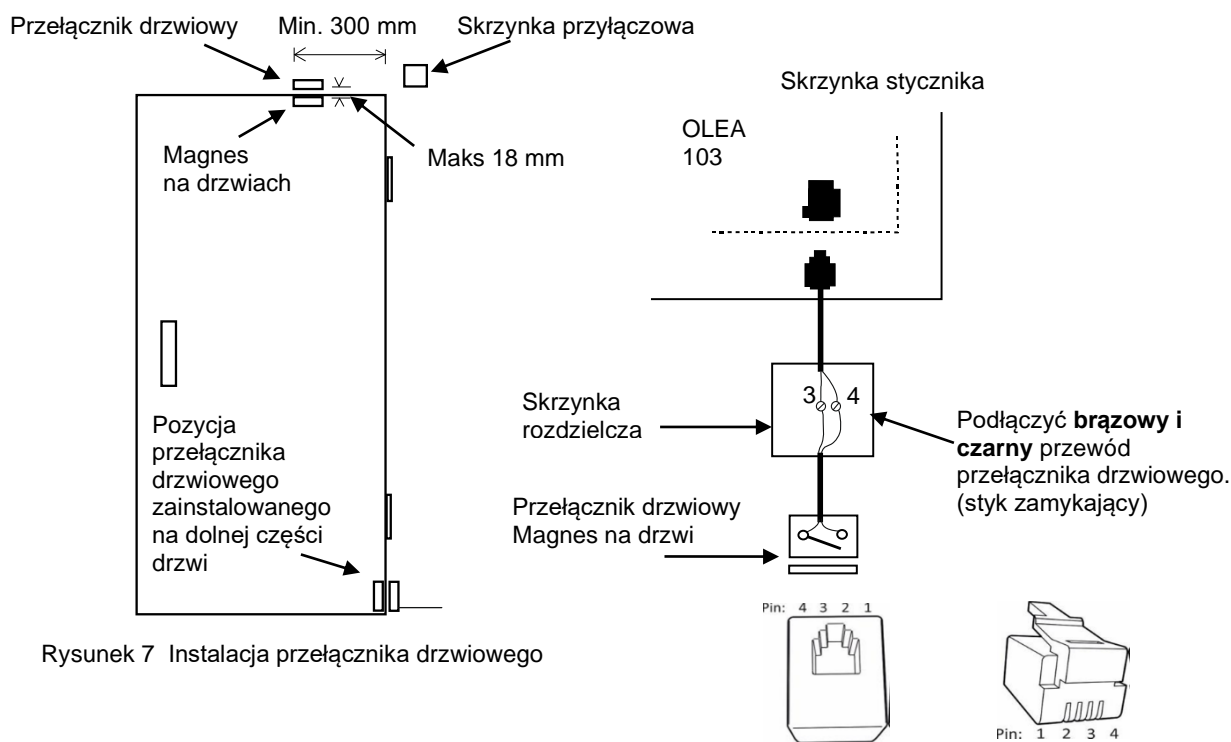 Przełącznik drzwiowy
Min. 300 mm
Skrzynka przyłączowa
Magnes
na drzwiach
Maks 18 mm
Pozycja
przełącznika
drzwiowego
zainstalowanego
na dolnej części
drzwi
Rysunek 7 Instalacja przełącznika drzwiowego
Skrzynka stycznika
OLEA
103
3
4
Skrzynka
rozdzielcza
Podłączyć brązowy i
czarny przewód
przełącznika drzwiowego.
(styk zamykający)
Przełącznik drzwiowy
Magnes na drzwi
Pin: 4 3 2 1
Pin: 1 2 3 4